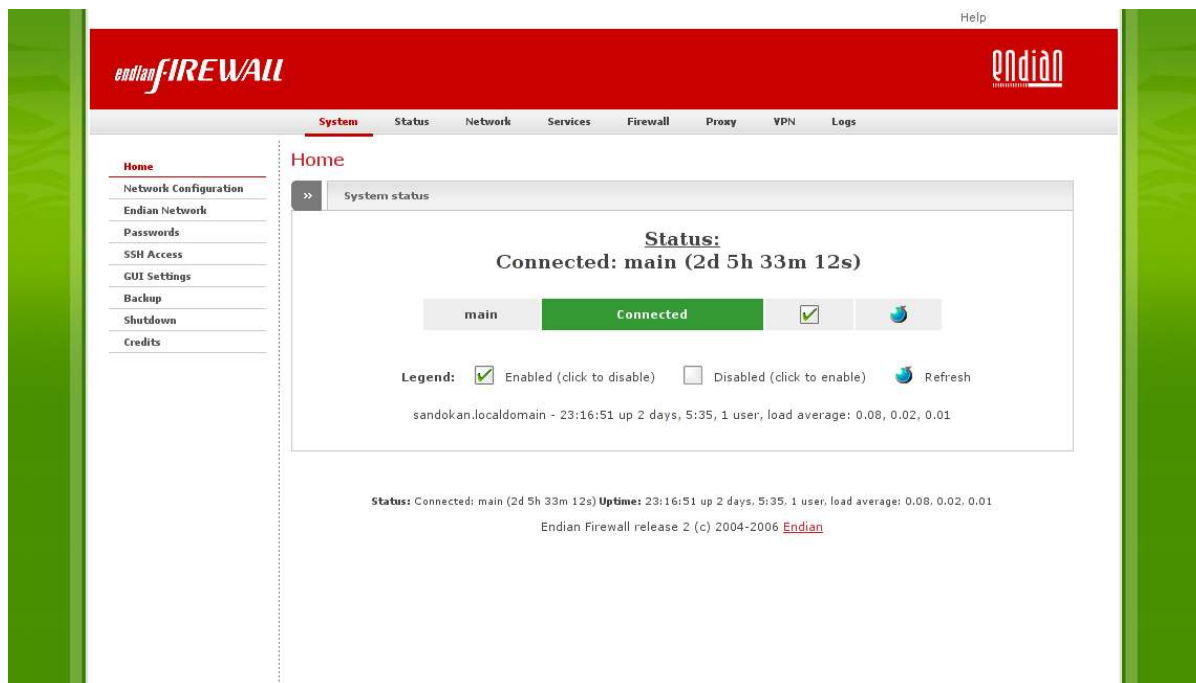 Help
endian FIREWALL
endian
System Status Network Services Firewall Proxy VPN Logs
Home
Network Configuration
Endian Network
Passwords
SSH Access
GUI Settings
Backup
Shutdown
Credits
Home
» System status
Status:
Connected: main (2d 5h 33m 12s)
main Connected
Legend: Enabled (click to disable) Disabled (click to enable) Refresh
sandokan.localdomain - 23:16:51 up 2 days, 5:35, 1 user, load average: 0.08, 0.02, 0.01
Status: Connected: main (2d 5h 33m 12s) Uptime: 23:16:51 up 2 days, 5:35, 1 user, load average: 0.08, 0.02, 0.01
Endian Firewall release 2 (c) 2004-2006 Endian